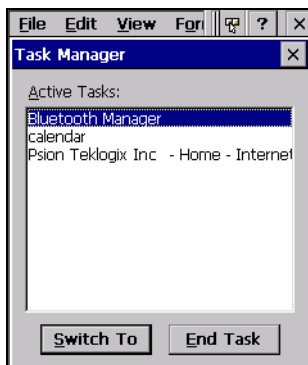 File Edit View For ? ×
Task Manager ×
Active Tasks:
Bluetooth Manager
calendar
Psion Teklogix Inc - Home - Internet
Switch To End Task